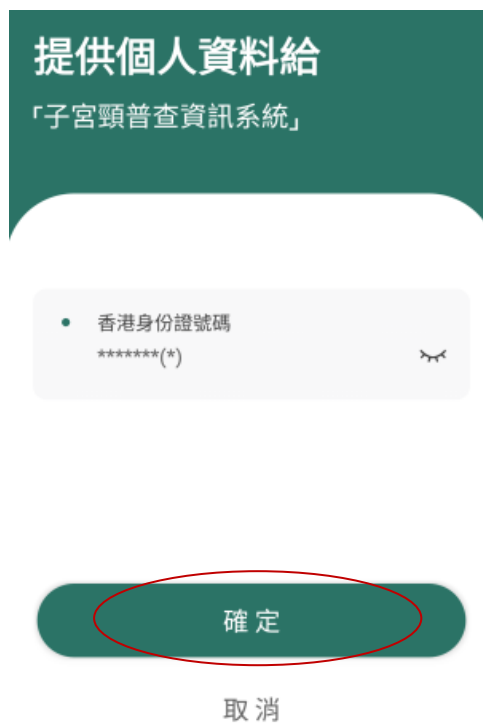 提供個人資料給
「子宮頸普查資訊系統」
香港身份證號碼
*******(*)
確定
取消